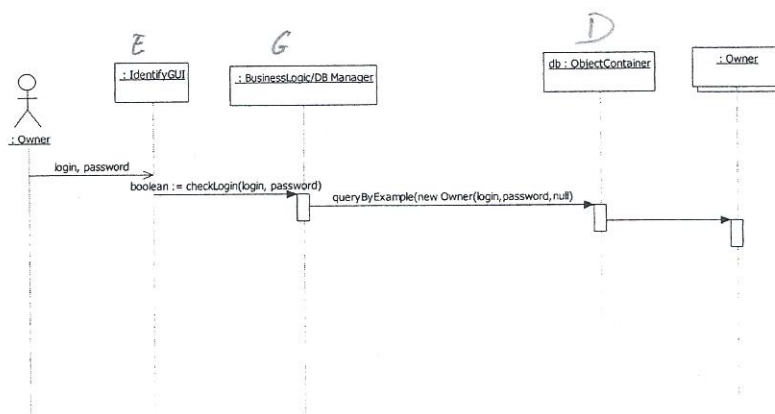 E G D
: IdentifyGUI
: BusinessLogic/DB Manager
db : ObjectContainer
: Owner
: Owner
login, password
boolean := checkLogin(login, password)
queryByExample(new Owner(login,password,null)